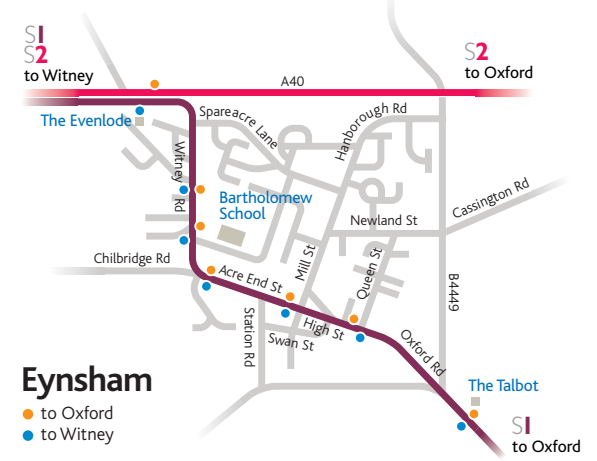 S1
S2
to Witney
S2
to Oxford
A40
The Evenlode
Spareacre Lane
Hanborough Rd
Witney Rd
Bartholomew
School
Cassington Rd
Newland St
Chilbridge Rd
Acre End St
Mill St
Queen St
B4449
Station Rd
High St
Swan St
Oxford Rd
Eynsham
to Oxford
to Witney
The Talbot
S1
to Oxford